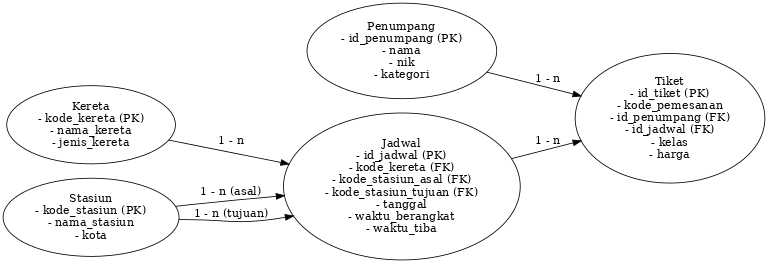 Penumpang
- id_penumpang (PK)
- nama
- nik
- kategori
1 - n
Tiket
- id_tiket (PK)
- kode_pemesanan
- id_penumpang (FK)
- id_jadwal (FK)
- kelas
- harga
Kereta
- kode_kereta (PK)
- nama_kereta
- jenis_kereta
1 - n
Jadwal
- id_jadwal (PK)
- kode_kereta (FK)
- kode_stasiun_asal (FK)
- kode_stasiun_tujuan (FK)
- tanggal
- waktu_berangkat
- waktu_tiba
1 - n
Stasiun
- kode_stasiun (PK)
- nama_stasiun
- kota
1 - n (asal)
1 - n (tujuan)